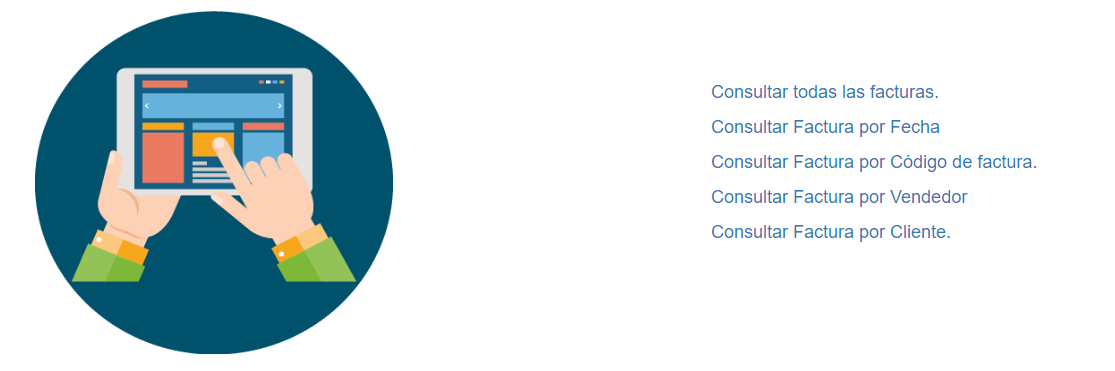 Consultar todas las facturas.
Consultar Factura por Fecha
Consultar Factura por Código de factura.
Consultar Factura por Vendedor
Consultar Factura por Cliente.